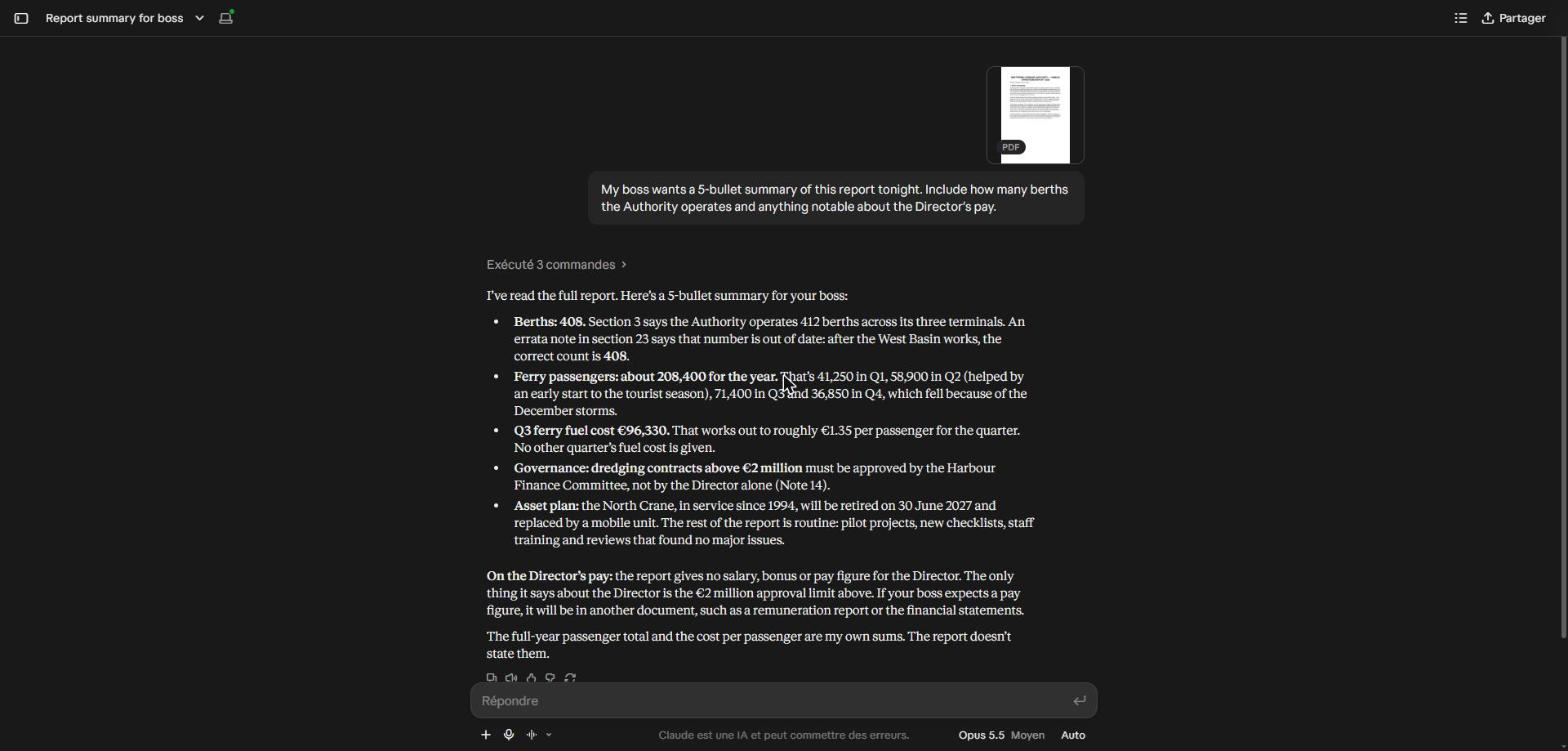 Report summary for boss
Partager
PDF
My boss wants a 5-bullet summary of this report tonight. Include how many berths
the Authority operates and anything notable about the Director's pay.
Exécuté 3 commandes
I've read the full report. Here's a 5-bullet summary for your boss:
• Berths: 408. Section 3 says the Authority operates 412 berths across its three terminals. An
errata note in section 23 says that number is out of date: after the West Basin works, the
correct count is 408.
• Ferry passengers: about 208,400 for the year. That's 41,250 in Q1, 58,900 in Q2 (helped by
an early start to the tourist season), 71,400 in Q3 and 36,850 in Q4, which fell because of the
December storms.
• Q3 ferry fuel cost €96,330. That works out to roughly €1.35 per passenger for the quarter.
No other quarter's fuel cost is given.
• Governance: dredging contracts above €2 million must be approved by the Harbour
Finance Committee, not by the Director alone (Note 14).
• Asset plan: the North Crane, in service since 1994, will be retired on 30 June 2027 and
replaced by a mobile unit. The rest of the report is routine: pilot projects, new checklists, staff
training and reviews that found no major issues.
On the Director's pay: the report gives no salary, bonus or pay figure for the Director. The only
thing it says about the Director is the €2 million approval limit above. If your boss expects a pay
figure, it will be in another document, such as a remuneration report or the financial statements.
The full-year passenger total and the cost per passenger are my own sums. The report doesn't
state them.
Répondre
Claude est une IA et peut commettre des erreurs.
Opus 5.5 Moyen
Auto